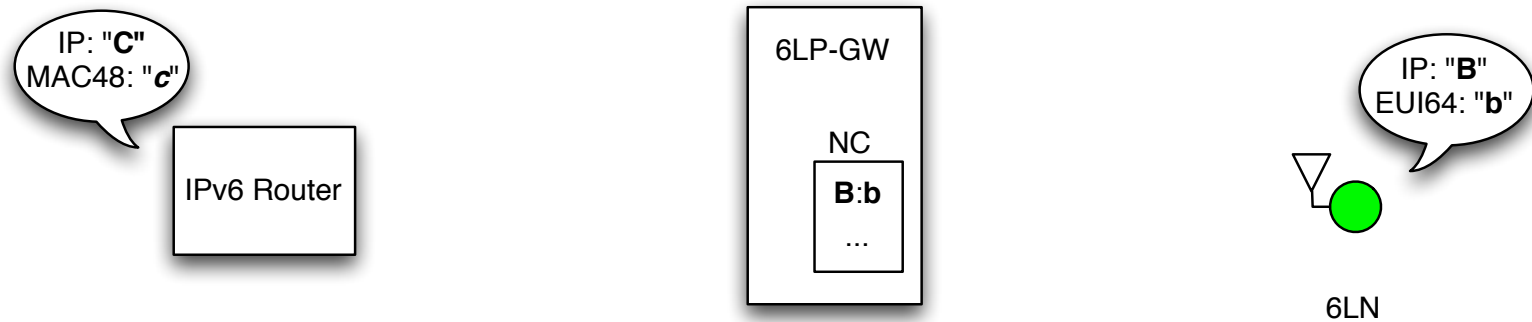 IP: "C"
MAC48: "c"
IPv6 Router
6LP-GW
NC
B:b
...
IP: "B"
EUI64: "b"
6LN